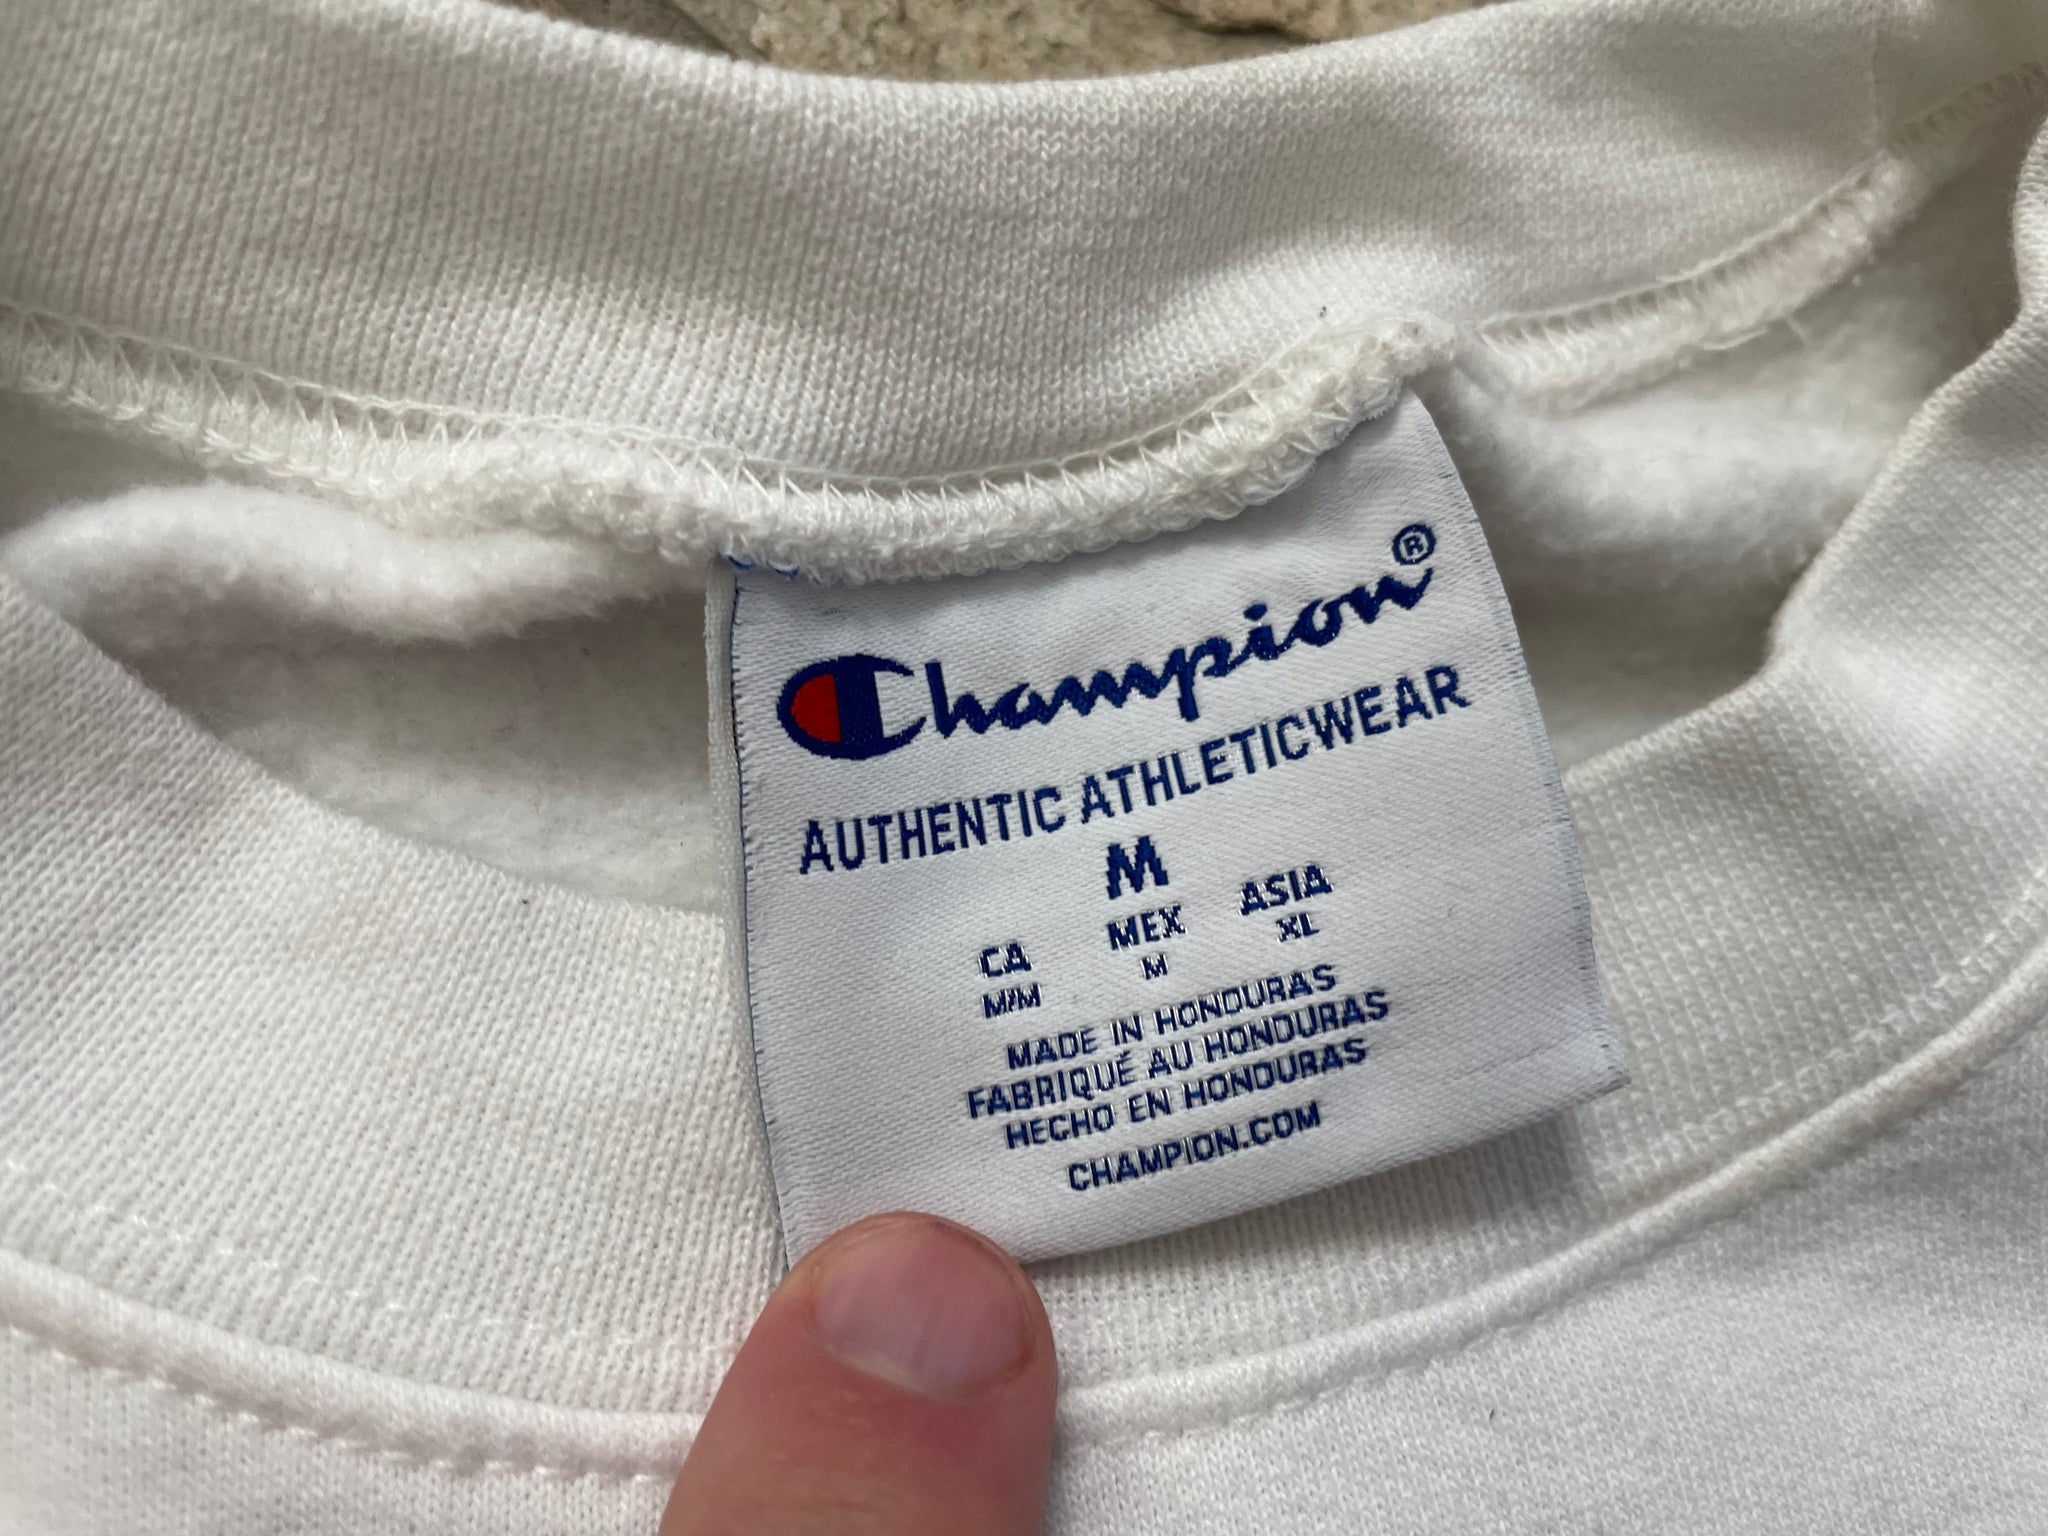 Champion®
AUTHENTIC ATHLETICWEAR
M
CA MEX ASIA
M/M M XL
MADE IN HONDURAS
FABRIQUÉ AU HONDURAS
HECHO EN HONDURAS
CHAMPION.COM